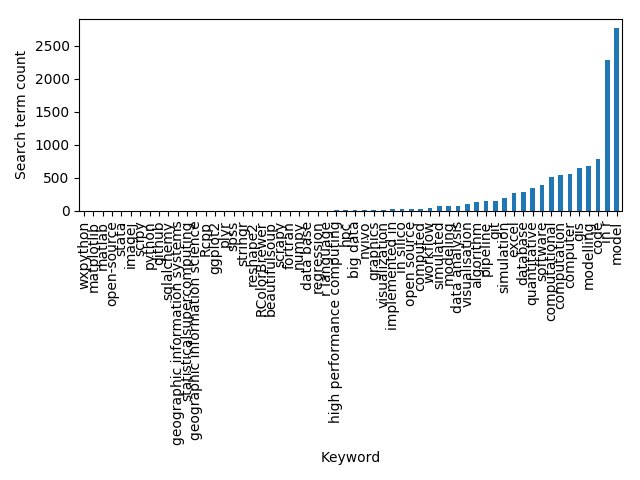 2500
2000
1500
1000
500
0
Search term count
wxpython
matplotlib
matlab
open-source
stata
imagej
scipy
python
github
sqlalchemy
geographic information systems
statistical supercomputing
geographic information science
Rcpp
ggplot2
plyr
spss
stringr
reshape2
RColorBrewer
beautifulsoup
scrapy
fortran
numpy
data base
regression
r language
high performance computing
hpc
big data
nvivo
graphics
visualization
implemented in
in silico
open source
computed
workflow
simulated
modeling
data analysis
visualisation
algorithm
pipeline
git
simulation
excel
database
quantitative
software
computational
computation
computer
gis
modelling
code
INT
model
Keyword